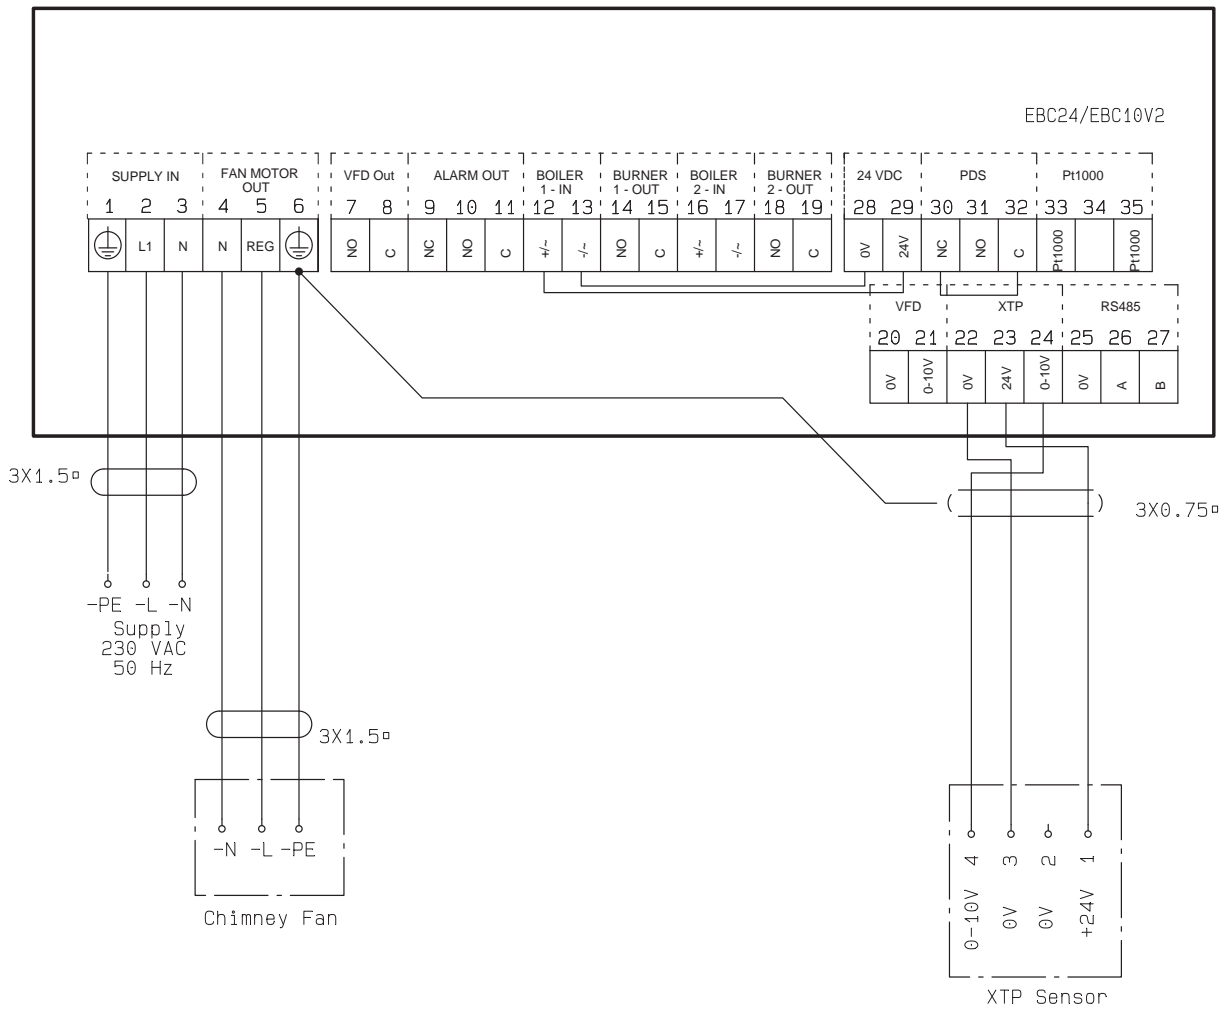 EBC24/EBC10V2
SUPPLY IN FAN MOTOR OUT VFD Out ALARM OUT BOILER 1 - IN BURNER 1 - OUT BOILER 2 - IN BURNER 2 - OUT 24 VDC PDS Pt1000
1 2 3 4 5 6 7 8 9 10 11 12 13 14 15 16 17 18 19 28 29 30 31 32 33 34 35
L1 N N REG NO C NC NO C +/~ -/~ NO C +/~ -/~ NO C 0V 24V NC NO C Pt1000 Pt1000
VFD XTP RS485
20 21 22 23 24 25 26 27
0V 0-10V 0V 24V 0-10V 0V A B
3X1.5▫
3X0.75▫
-PE -L -N
Supply
230 VAC
50 Hz
3X1.5▫
-N -L -PE
Chimney Fan
4 3 2 1
0-10V 0V 0V +24V
XTP Sensor